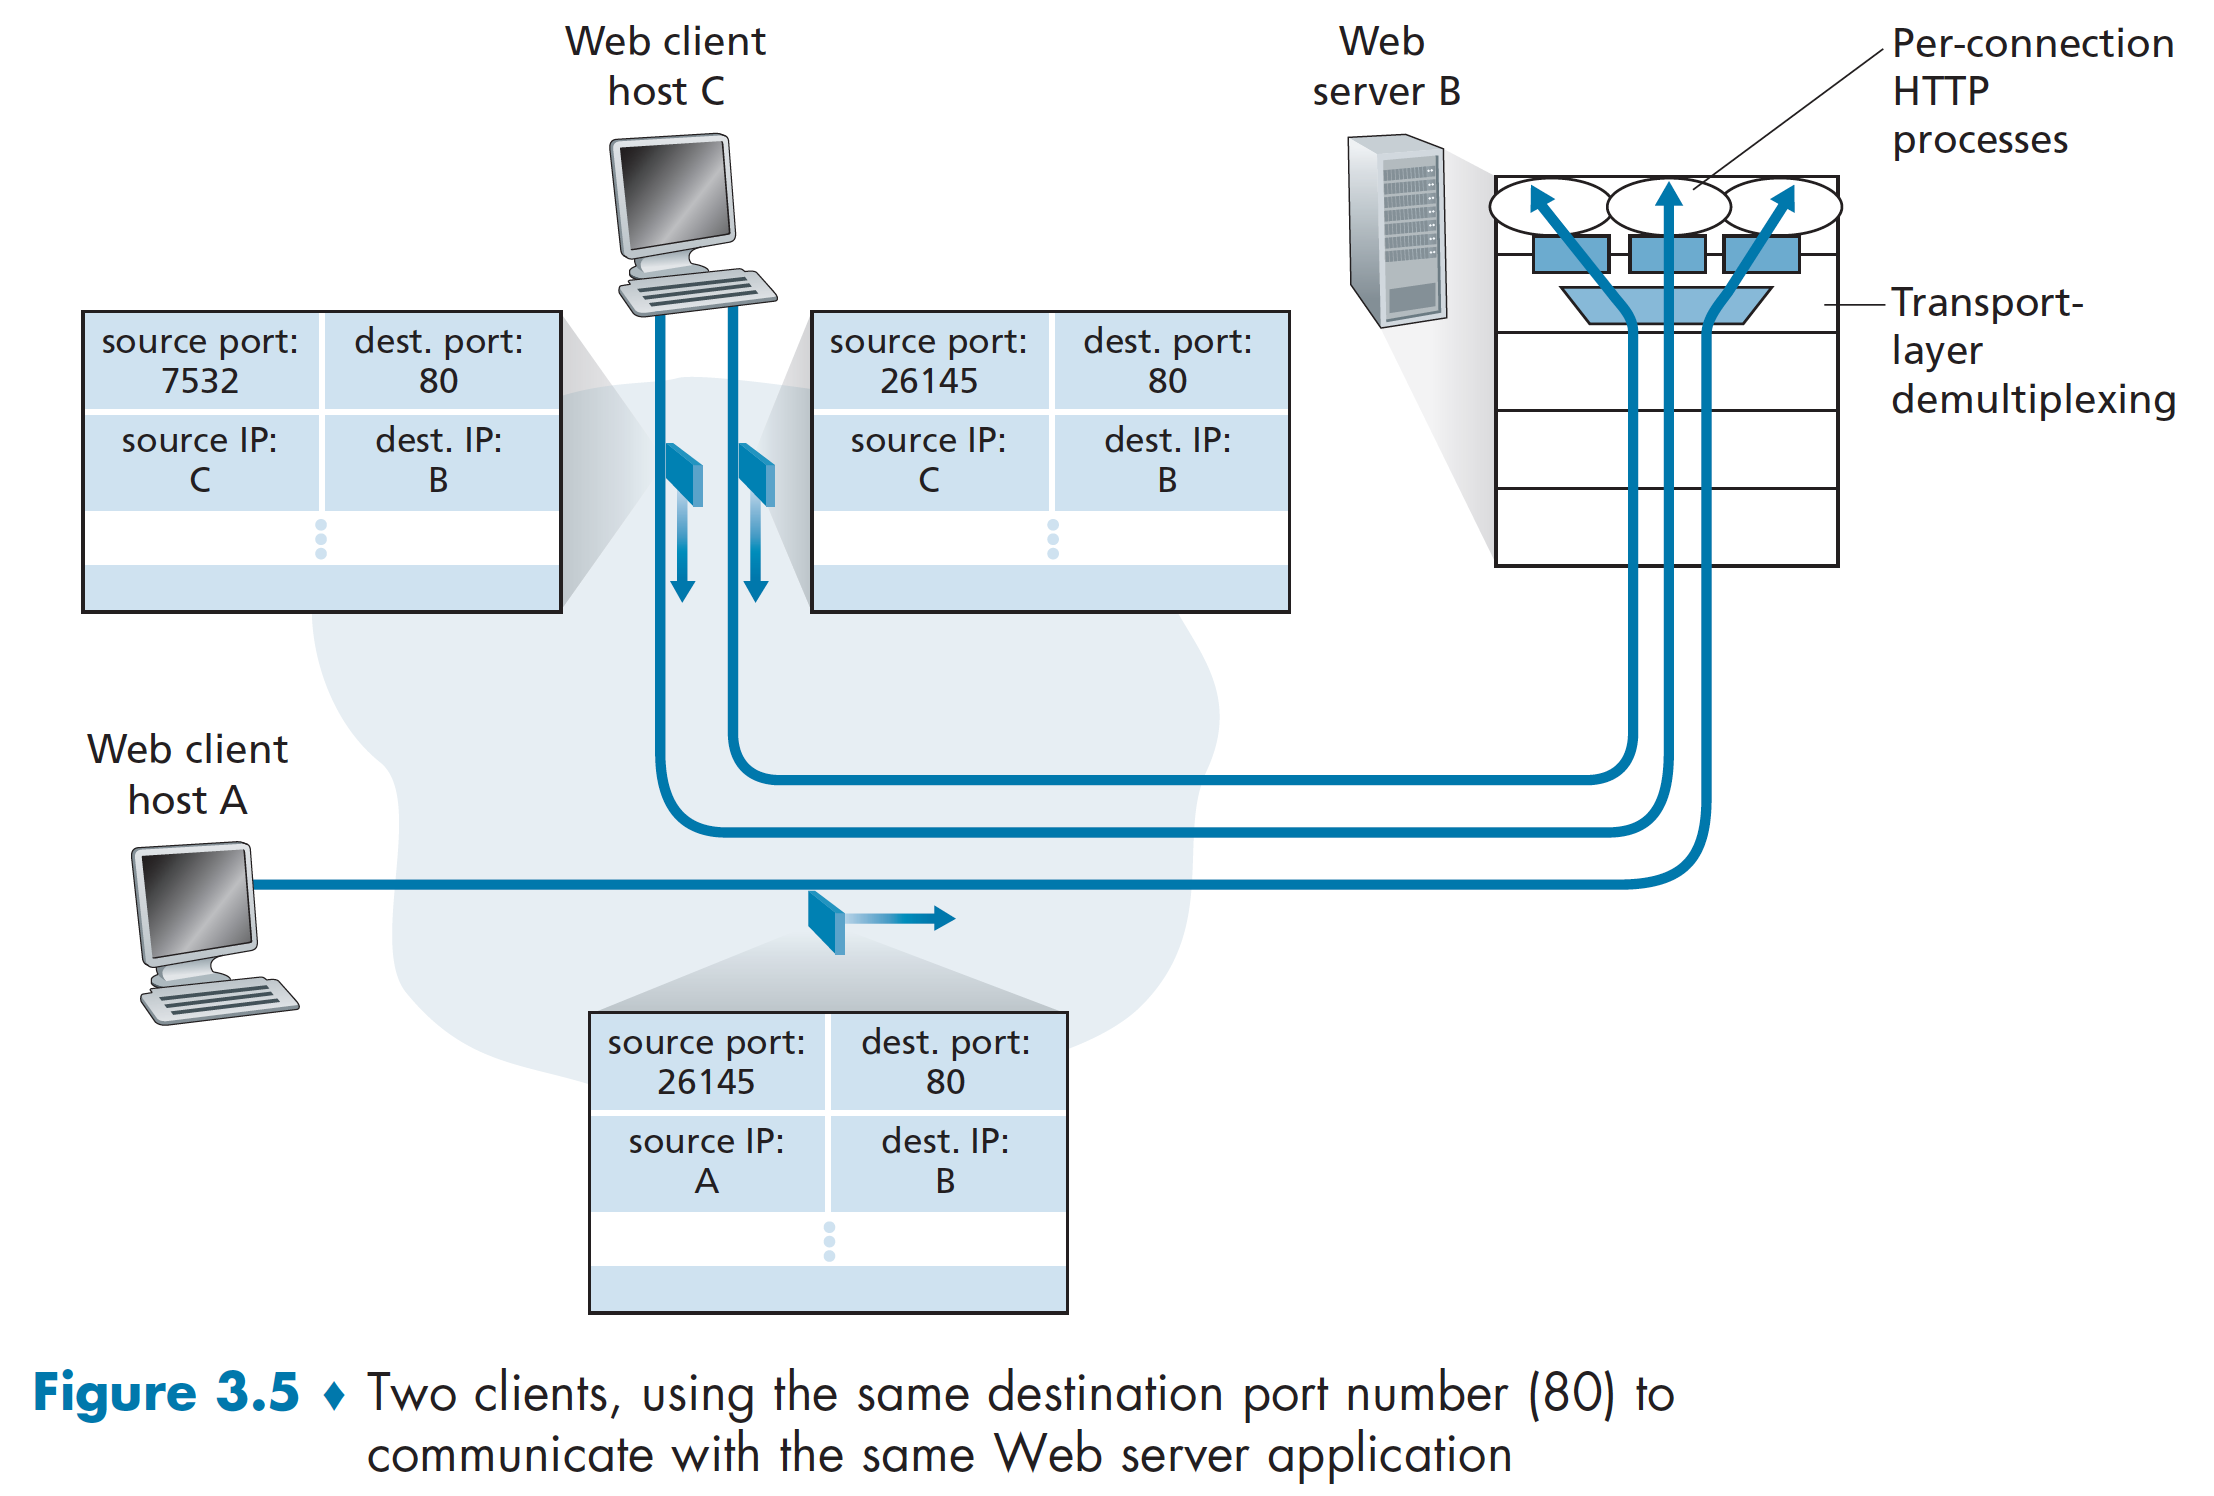 Web client
host C
Web
server B
Per-connection
HTTP
processes
Transport-
layer
demultiplexing
source port:
7532
dest. port:
80
source IP:
C
dest. IP:
B
source port:
26145
dest. port:
80
source IP:
C
dest. IP:
B
Web client
host A
source port:
26145
dest. port:
80
source IP:
A
dest. IP:
B
Figure 3.5 ♦ Two clients, using the same destination port number (80) to
communicate with the same Web server application